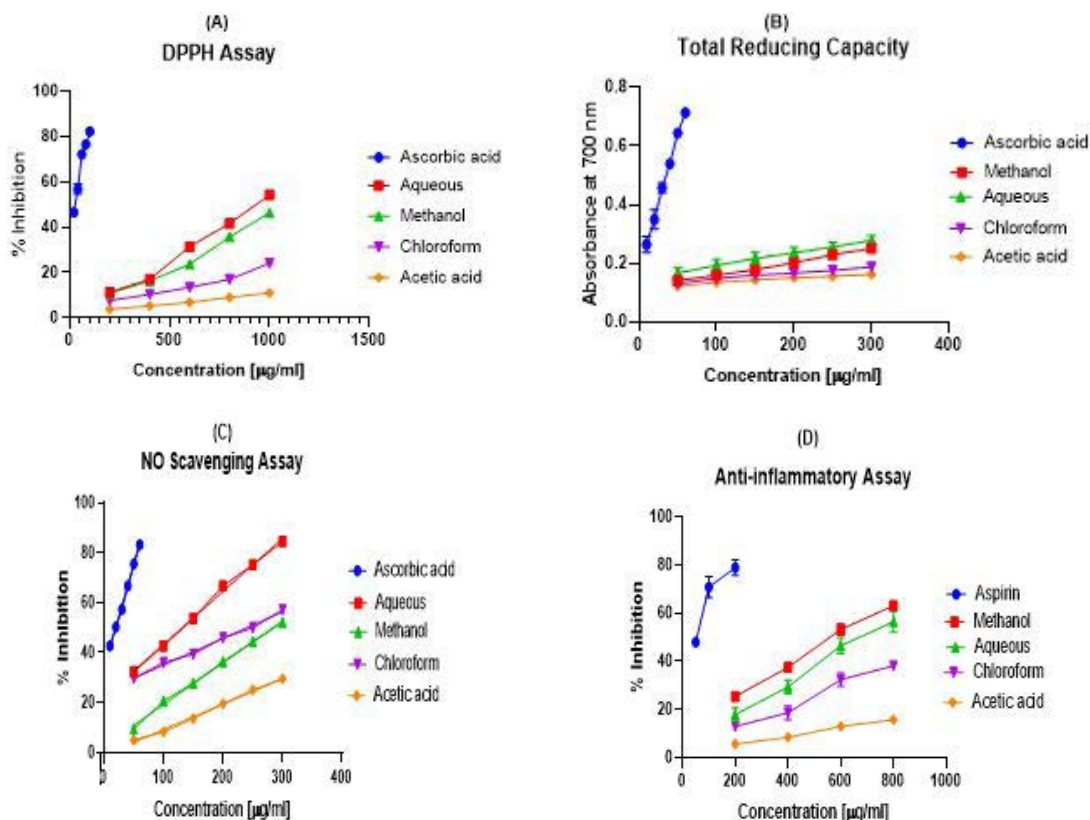 (A)
DPPH Assay
% Inhibition
100
80
60
40
20
0
0
500
1000
1500
Concentration [µg/ml]
Ascorbic acid
Aqueous
Methanol
Chloroform
Acetic acid
(B)
Total Reducing Capacity
Absorbance at 700 nm
0.8
0.6
0.4
0.2
0.0
0
100
200
300
400
Concentration [µg/ml]
Ascorbic acid
Methanol
Aqueous
Chloroform
Acetic acid
(C)
NO Scavenging Assay
% Inhibition
100
80
60
40
20
0
0
100
200
300
400
Concentration [µg/ml]
Ascorbic acid
Aqueous
Methanol
Chloroform
Acetic acid
(D)
Anti-inflammatory Assay
% Inhibition
100
80
60
40
20
0
0
200
400
600
800
1000
Concentration [µg/ml]
Aspirin
Methanol
Aqueous
Chloroform
Acetic acid